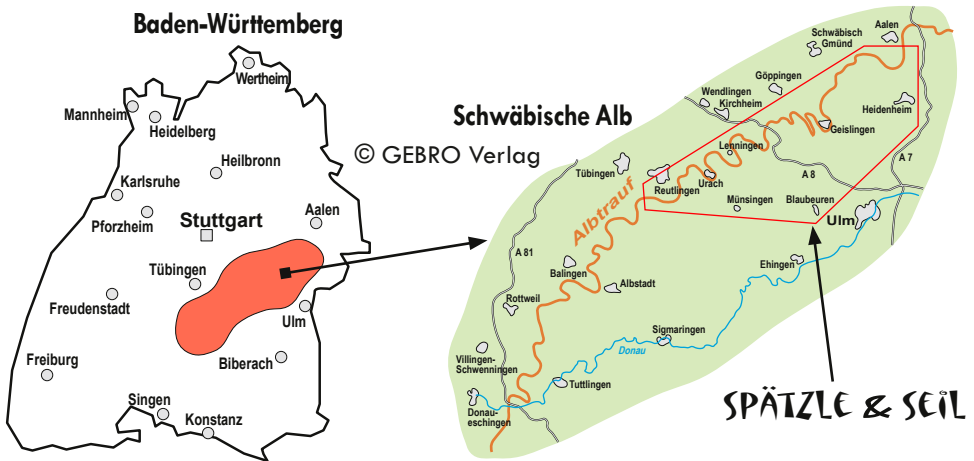 Baden-Württemberg
Wertheim
Mannheim
Heidelberg
Heilbronn
Karlsruhe
Pforzheim
Stuttgart
Aalen
Tübingen
Freudenstadt
Ulm
Biberach
Freiburg
Singen
Konstanz
Schwäbische Alb
© GEBRO Verlag
Aalen
Schwäbisch
Gmünd
Göppingen
Wendlingen
Kirchheim
Heidenheim
Geislingen
Lenningen
A 7
Tübingen
Reutlingen
Urach
A 8
Münsingen
Blaubeuren
Ulm
Albtrauf
A 81
Balingen
Albstadt
Ehingen
Rottweil
Sigmaringen
Donau
Villingen-
Schwenningen
Tuttlingen
Donau-
eschingen
SPÄTZLE & SEIL